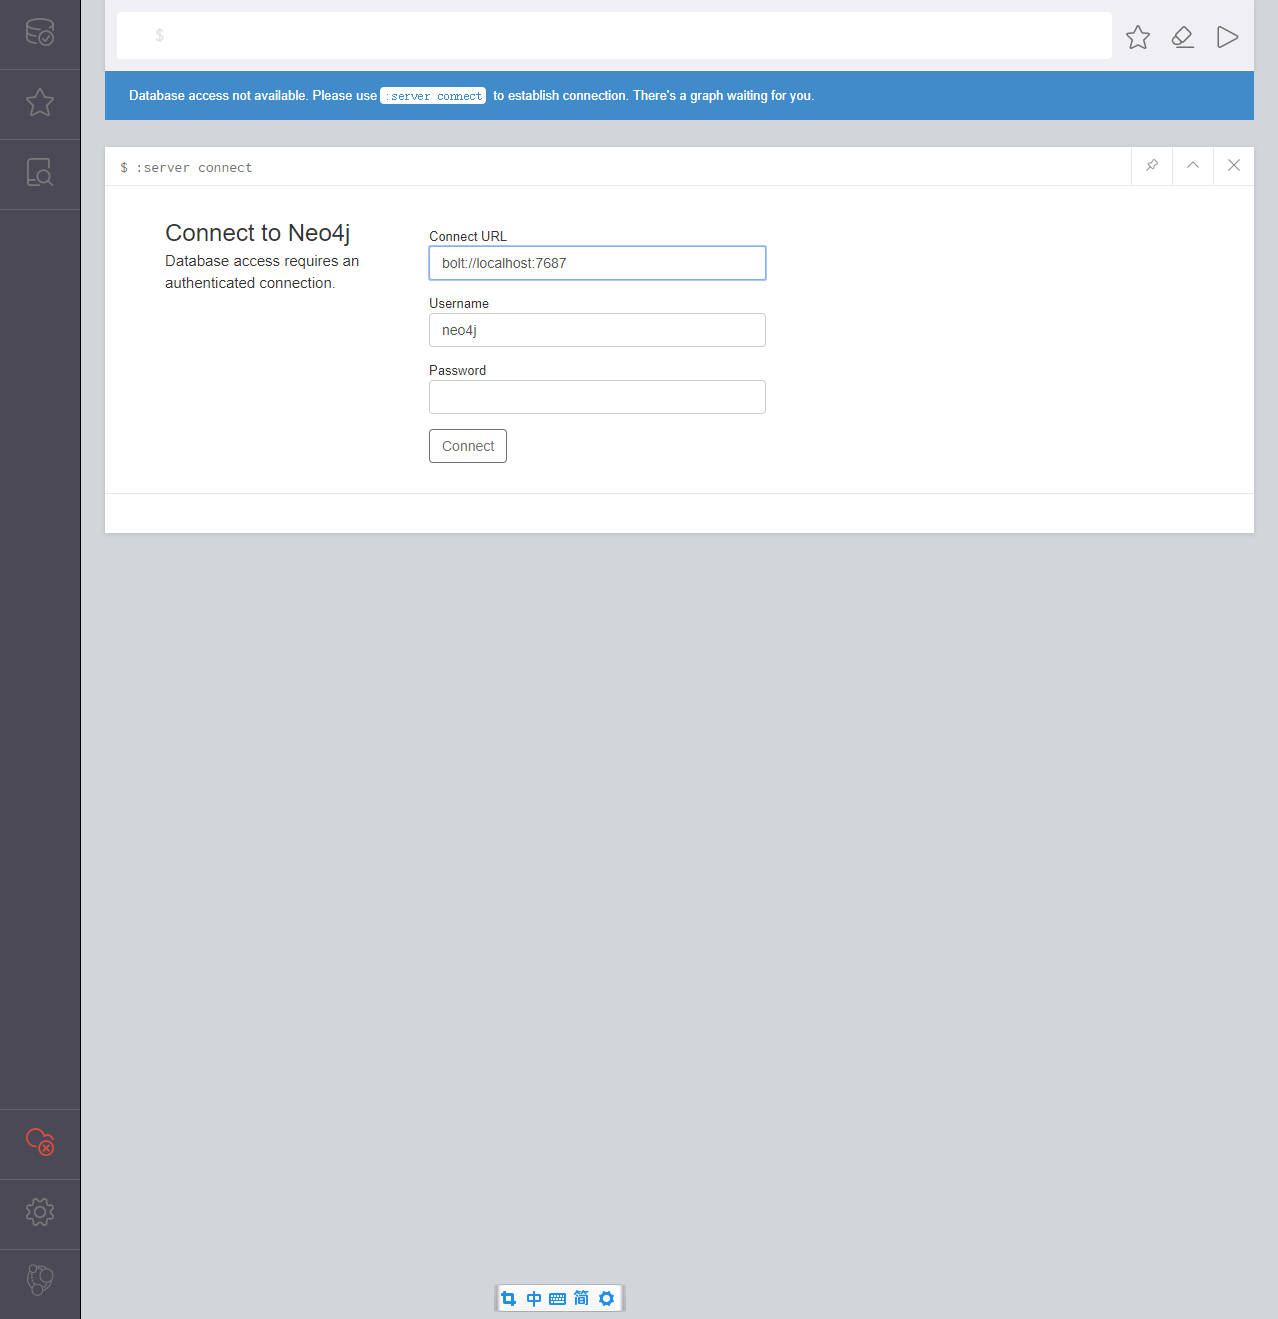 $
Database access not available. Please use :server connect to establish connection. There's a graph waiting for you.
$ :server connect
Connect to Neo4j
Database access requires an
authenticated connection.
Connect URL
bolt://localhost:7687
Username
neo4j
Password
Connect
中 简